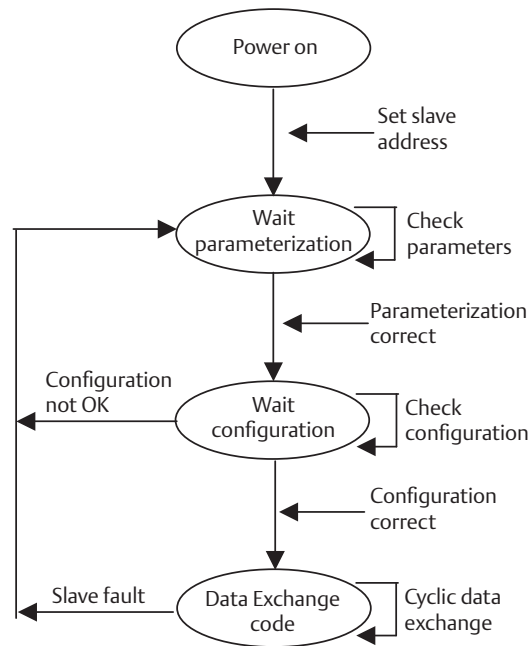 Power on
Set slave
address
Wait
parameterization
Check
parameters
Parameterization
correct
Configuration
not OK
Wait
configuration
Check
configuration
Configuration
correct
Slave fault
Data Exchange
code
Cyclic data
exchange